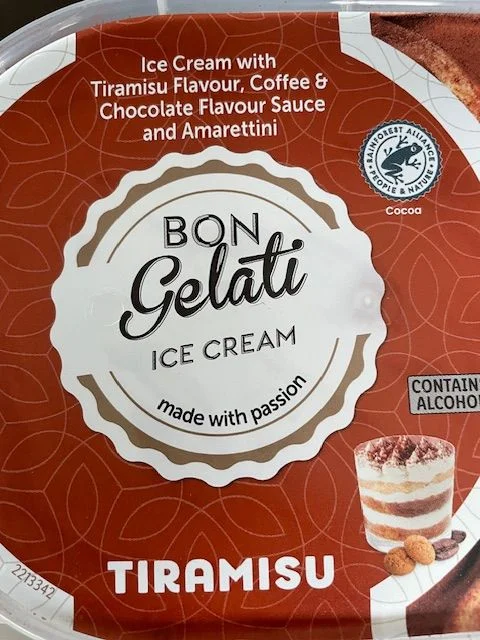 Ice Cream with
Tiramisu Flavour, Coffee &
Chocolate Flavour Sauce
and Amarettini
RAINFOREST ALLIANCE
PEOPLE & NATURE
Cocoa
BON
Gelati
ICE CREAM
made with passion
CONTAIN
ALCOHO
TIRAMISU
2213342